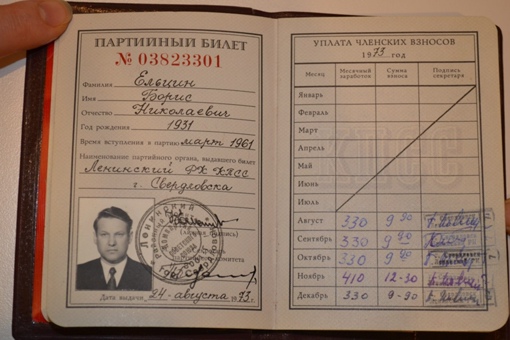 ПАРТИЙНЫЙ БИЛЕТ
№ 03823301
Фамилия Ельцин
Имя Борис
Отчество Николаевич
Год рождения 1931
Время вступления в партию март 1961
Наименование партийного органа, выдавшего билет
Ленинский РК КПСС
г. Свердловска
(личная подпись)
Дата выдачи 24 августа 1973 г.
УПЛАТА ЧЛЕНСКИХ ВЗНОСОВ
1973 год
Месяц Месячный заработок Сумма взноса Подпись секретаря
Январь
Февраль
Март
Апрель
Май
Июнь
Июль
Август 330 9-90
Сентябрь 330 9-90
Октябрь 330 9-90
Ноябрь 410 12-30
Декабрь 330 9-90